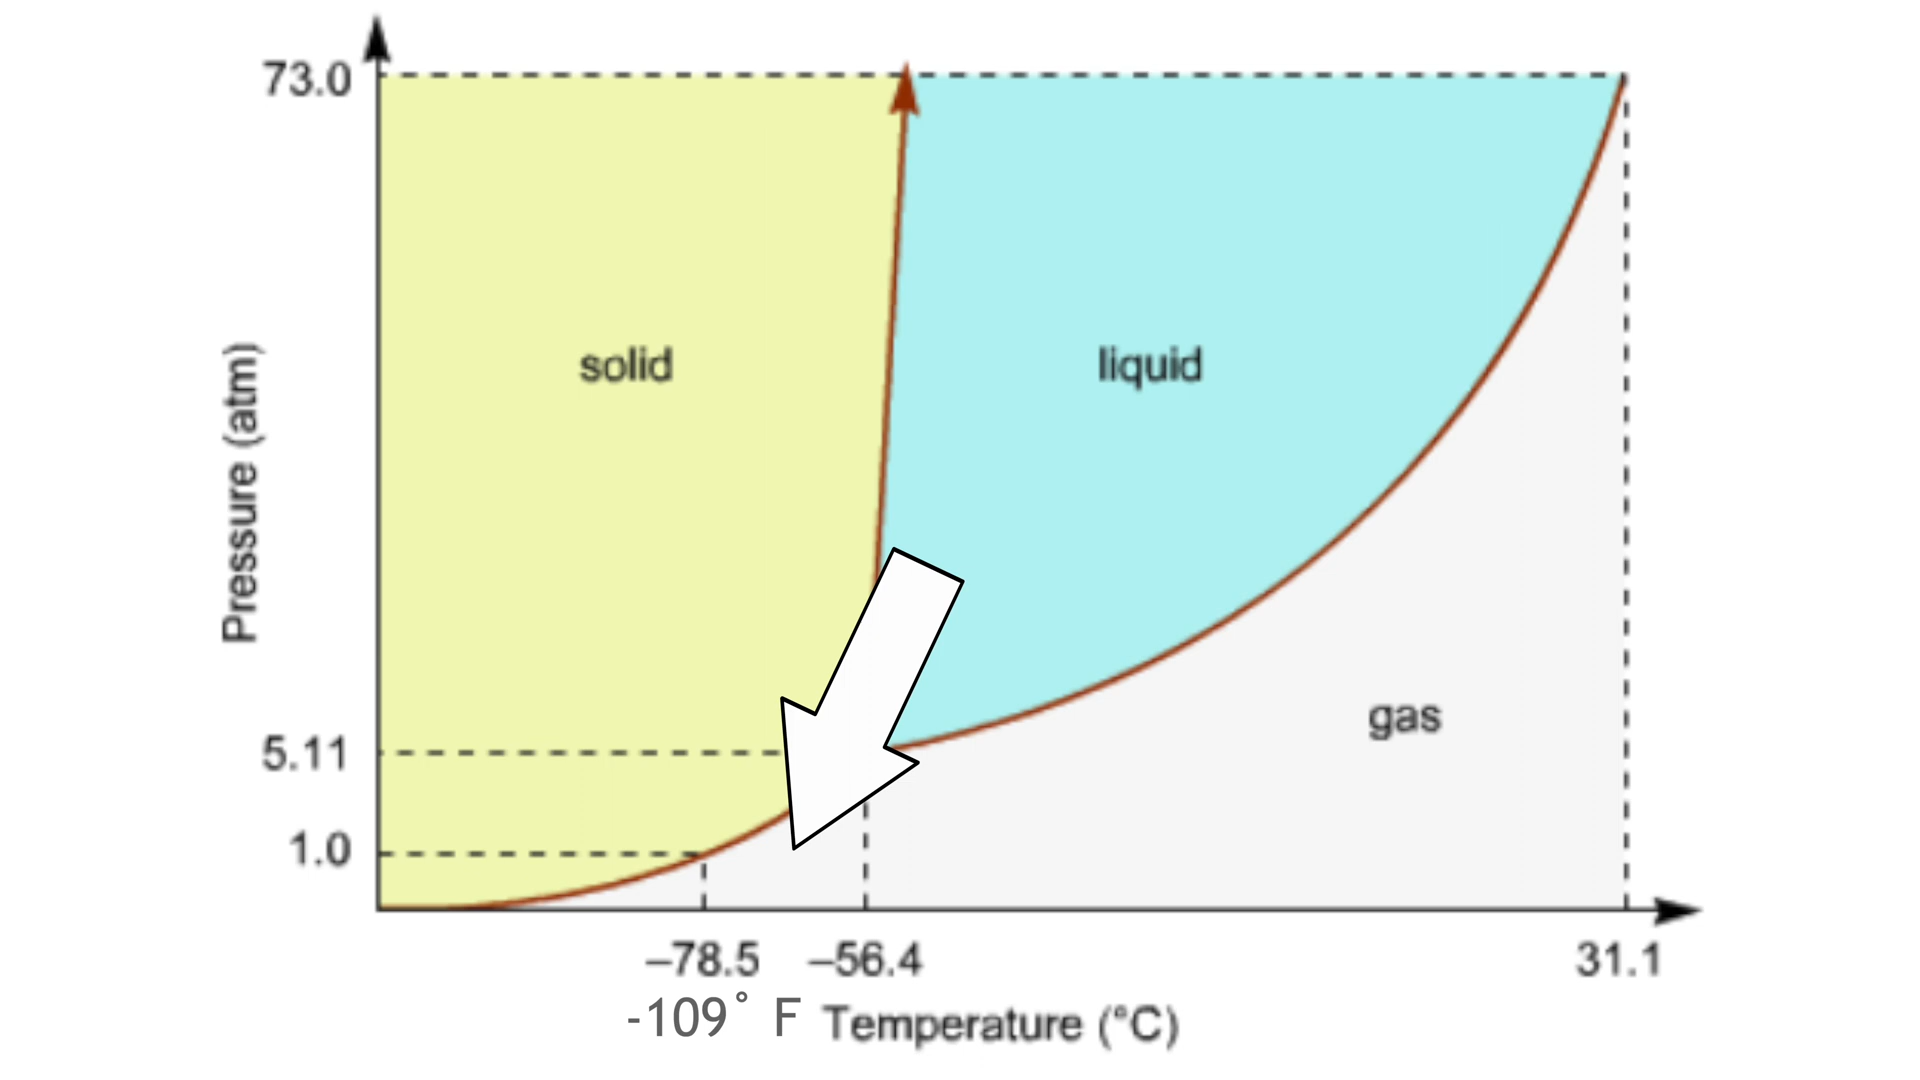 73.0
solid
liquid
Pressure (atm)
gas
5.11
1.0
–78.5
–56.4
31.1
-109° F
Temperature (°C)